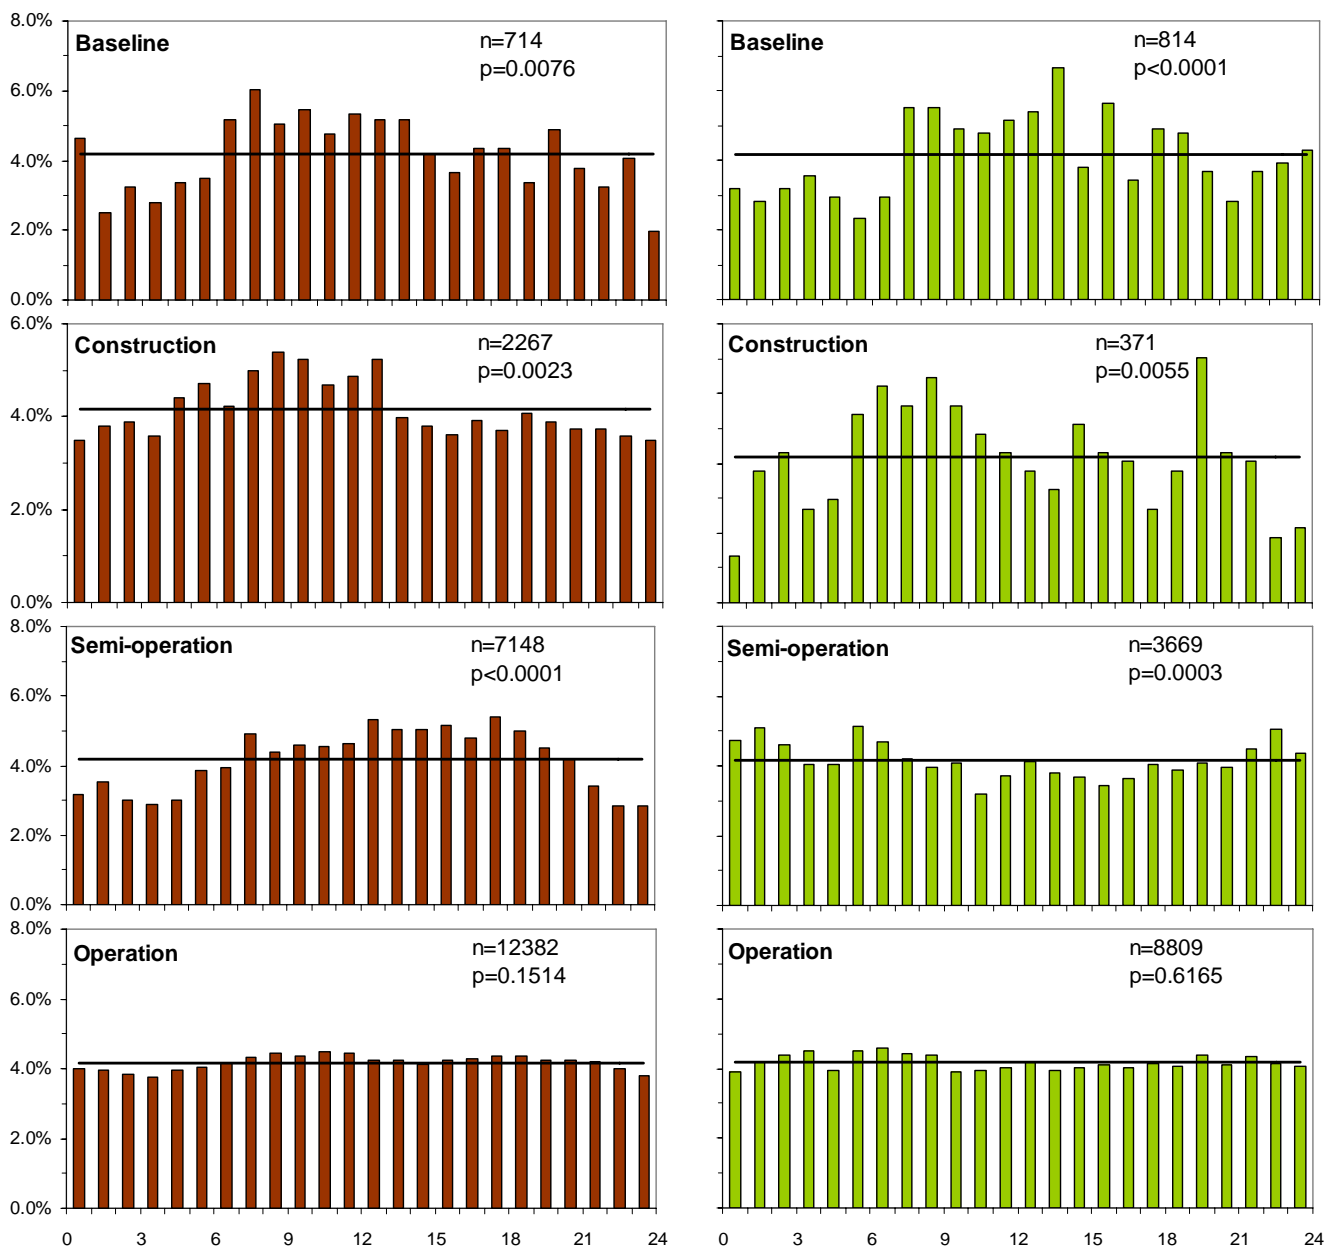 8.0%
6.0%
4.0%
2.0%
0.0%
Baseline
n=714
p=0.0076
Baseline
n=814
p<0.0001
6.0%
4.0%
2.0%
0.0%
Construction
n=2267
p=0.0023
Construction
n=371
p=0.0055
8.0%
6.0%
4.0%
2.0%
0.0%
Semi-operation
n=7148
p<0.0001
Semi-operation
n=3669
p=0.0003
8.0%
6.0%
4.0%
2.0%
0.0%
Operation
n=12382
p=0.1514
Operation
n=8809
p=0.6165
0 3 6 9 12 15 18 21 24
0 3 6 9 12 15 18 21 24